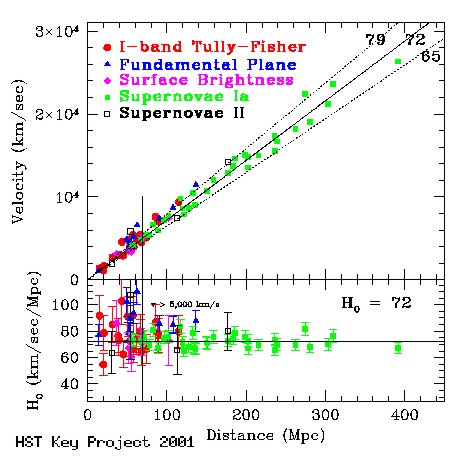 3×10⁴
79 72
65
I-band Tully-Fisher
Fundamental Plane
Surface Brightness
Supernovae Ia
Supernovae II
2×10⁴
10⁴
0
Velocity (km/sec)
5,000 km/s
H₀ = 72
100
80
60
40
H₀ (km/sec/Mpc)
0 100 200 300 400
Distance (Mpc)
HST Key Project 2001